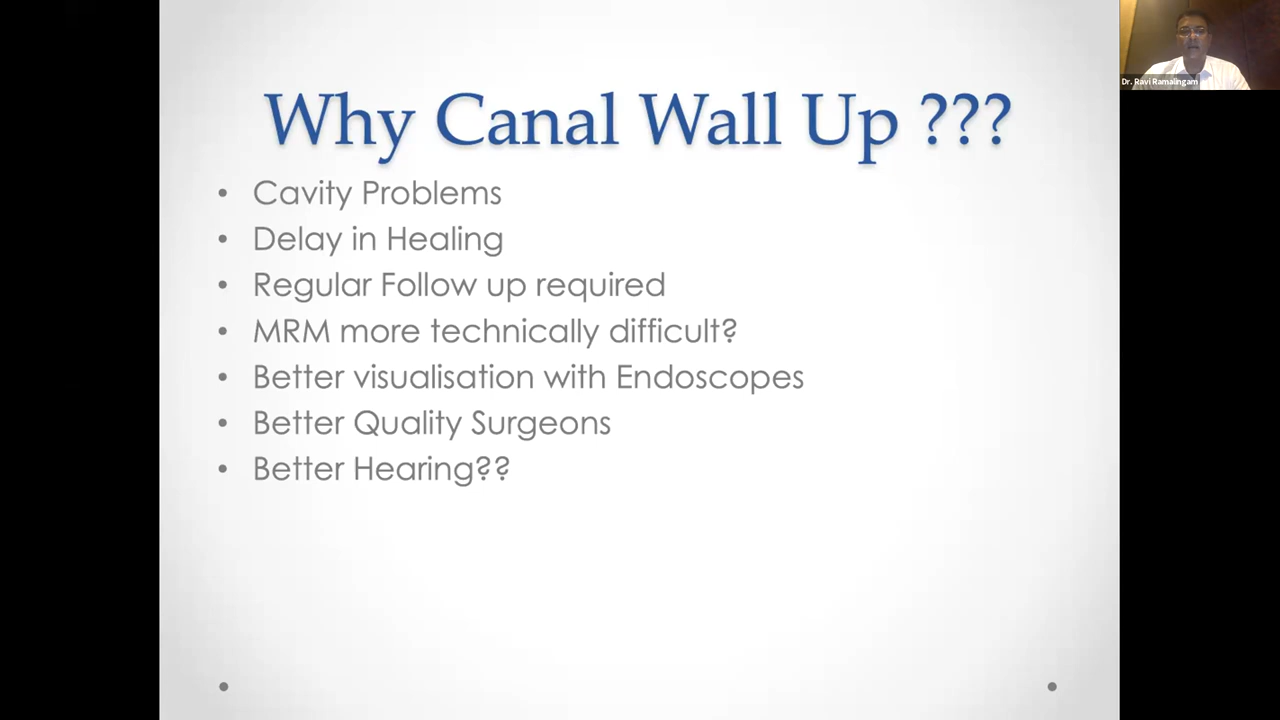 Why Canal Wall Up ???
• Cavity Problems
• Delay in Healing
• Regular Follow up required
• MRM more technically difficult?
• Better visualisation with Endoscopes
• Better Quality Surgeons
• Better Hearing??
Dr. Ravi Ramalingam